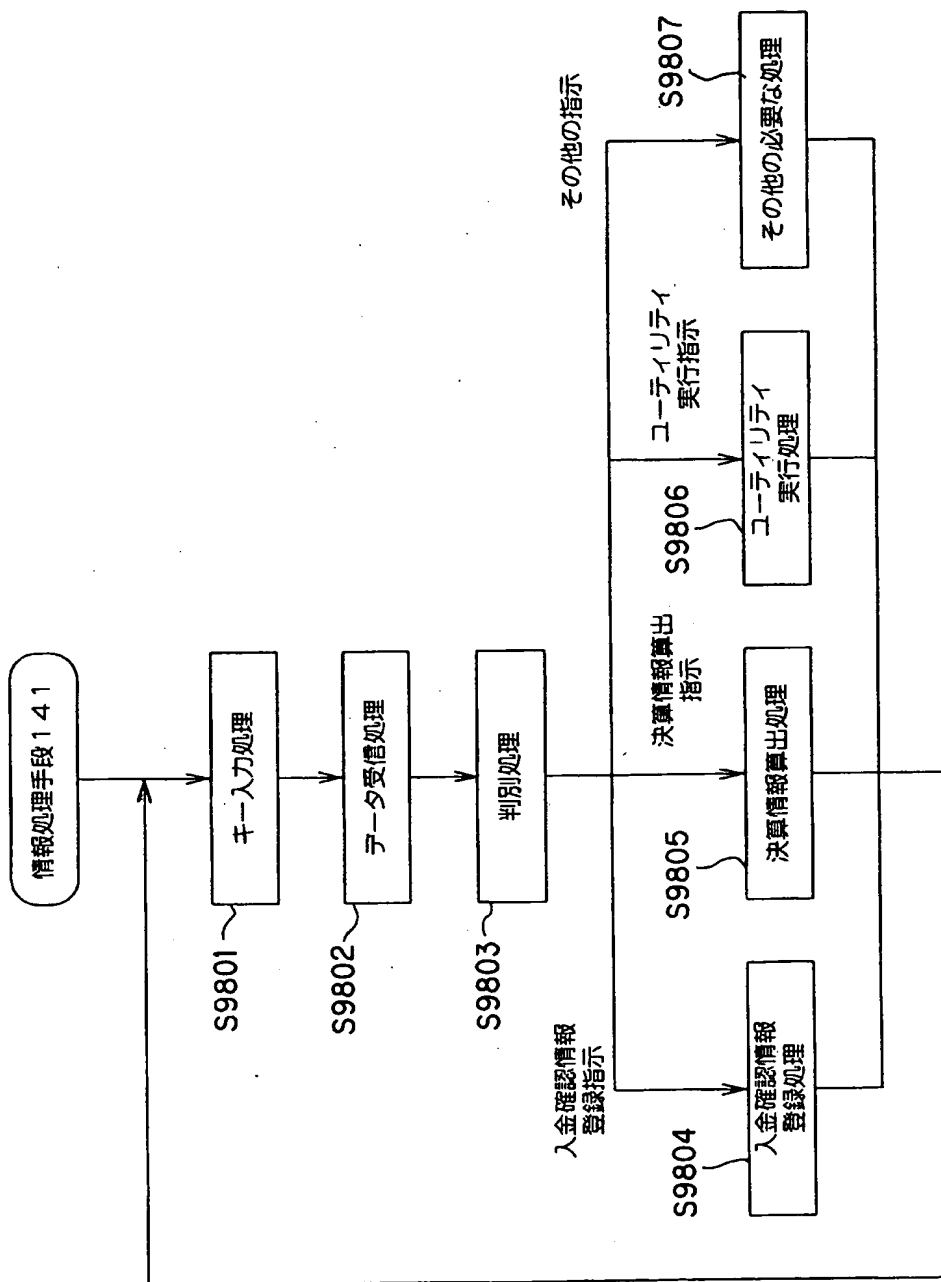 情報処理手段141
キー入力処理
S9801
データ受信処理
S9802
判別処理
S9803
入金確認情報
登録指示
決算情報算出
指示
ユーティリティ
実行指示
その他の指示
入金確認情報
登録処理
S9804
決算情報算出処理
S9805
ユーティリティ
実行処理
S9806
その他の必要な処理
S9807